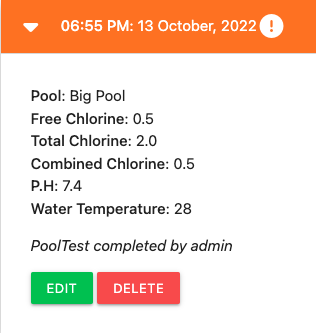 06:55 PM: 13 October, 2022 !
Pool: Big Pool
Free Chlorine: 0.5
Total Chlorine: 2.0
Combined Chlorine: 0.5
P.H: 7.4
Water Temperature: 28
PoolTest completed by admin
EDIT DELETE